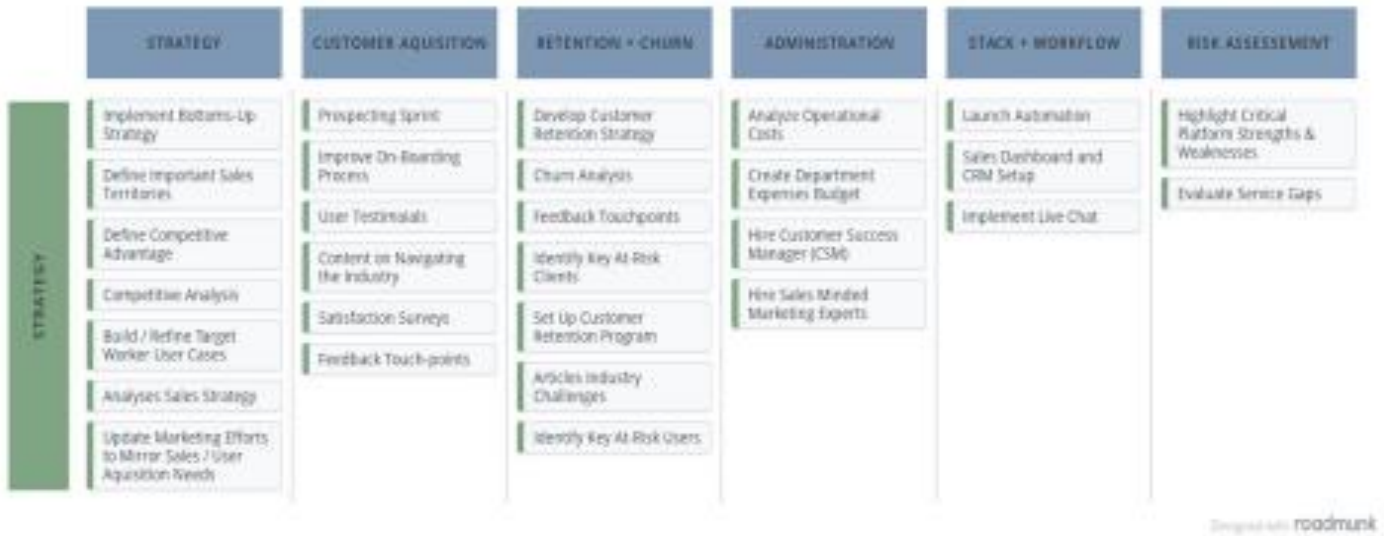 STRATEGY
CUSTOMER AQUISITION
RETENTION + CHURN
ADMINISTRATION
STACK + WORKFLOW
RISK ASSESSEMENT
STRATEGY
Implement Bottoms-Up
Strategy
Define Important Sales
Territories
Define Competitive
Advantage
Competitive Analysis
Build / Refine Target
Worker User Cases
Analyses Sales Strategy
Update Marketing Efforts
to Mirror Sales / User
Aquisition Needs
Prospecting Sprint
Improve On-Boarding
Process
User Testimoials
Content on Navigating
the Industry
Satisfaction Surveys
Feedback Touch-points
Develop Customer
Retention Strategy
Churn Analysis
Feedback Touchpoints
Identify Key At-Risk
Clients
Set Up Customer
Retention Program
Articles Industry
Challenges
Identify Key At-Risk Users
Analyze Operational
Costs
Create Department
Expenses Budget
Hire Customer Success
Manager (CSM)
Hire Sales Minded
Marketing Experts
Launch Automation
Sales Dashboard and
CRM Setup
Implement Live Chat
Highlight Critical
Platform Strengths &
Weaknesses
Evaluate Service Gaps
Designed with roadmunk